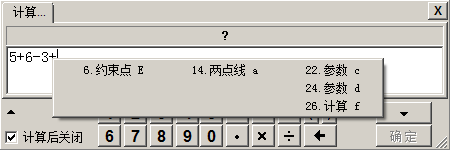 计算...
X
?
5+6-3+
6.约束点 E 14.两点线 a 22.参数 c
24.参数 d
26.计算 f
计算后关闭 6 7 8 9 0 · × ÷ ← 确定